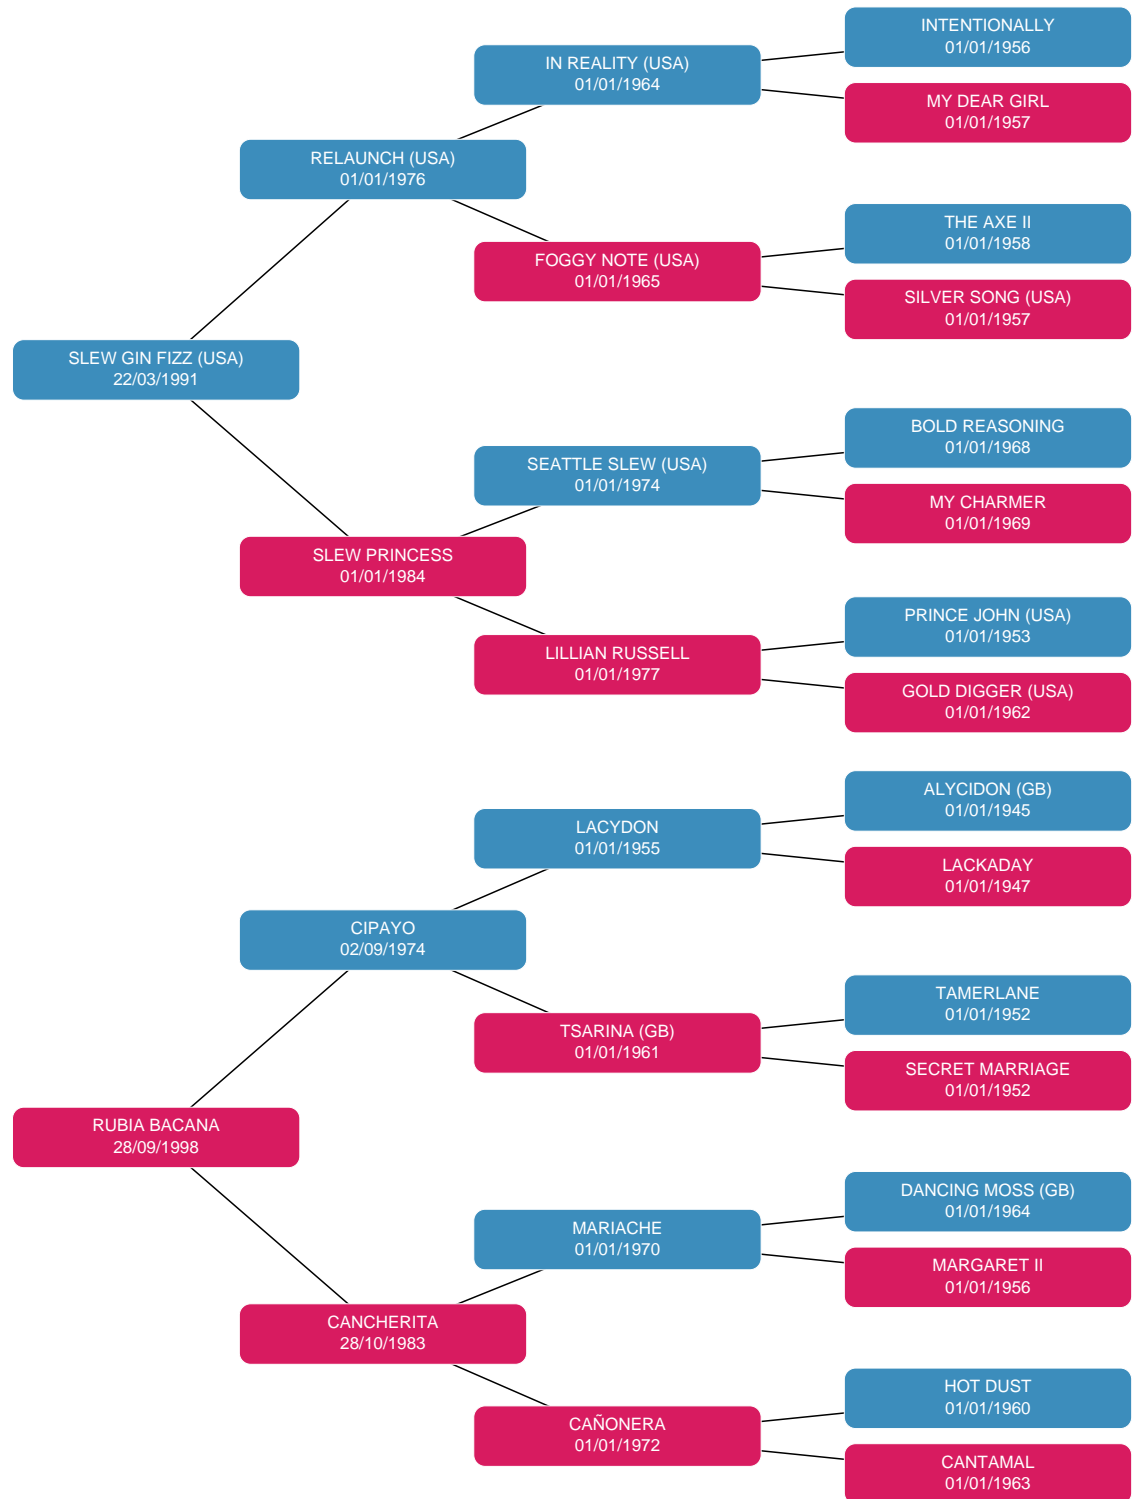 INTENTIONALLY
01/01/1956
IN REALITY (USA)
01/01/1964
MY DEAR GIRL
01/01/1957
RELAUNCH (USA)
01/01/1976
THE AXE II
01/01/1958
FOGGY NOTE (USA)
01/01/1965
SILVER SONG (USA)
01/01/1957
SLEW GIN FIZZ (USA)
22/03/1991
BOLD REASONING
01/01/1968
SEATTLE SLEW (USA)
01/01/1974
MY CHARMER
01/01/1969
SLEW PRINCESS
01/01/1984
PRINCE JOHN (USA)
01/01/1953
LILLIAN RUSSELL
01/01/1977
GOLD DIGGER (USA)
01/01/1962
ALYCIDON (GB)
01/01/1945
LACYDON
01/01/1955
LACKADAY
01/01/1947
CIPAYO
02/09/1974
TAMERLANE
01/01/1952
TSARINA (GB)
01/01/1961
SECRET MARRIAGE
01/01/1952
RUBIA BACANA
28/09/1998
DANCING MOSS (GB)
01/01/1964
MARIACHE
01/01/1970
MARGARET II
01/01/1956
CANCHERITA
28/10/1983
HOT DUST
01/01/1960
CAÑONERA
01/01/1972
CANTAMAL
01/01/1963